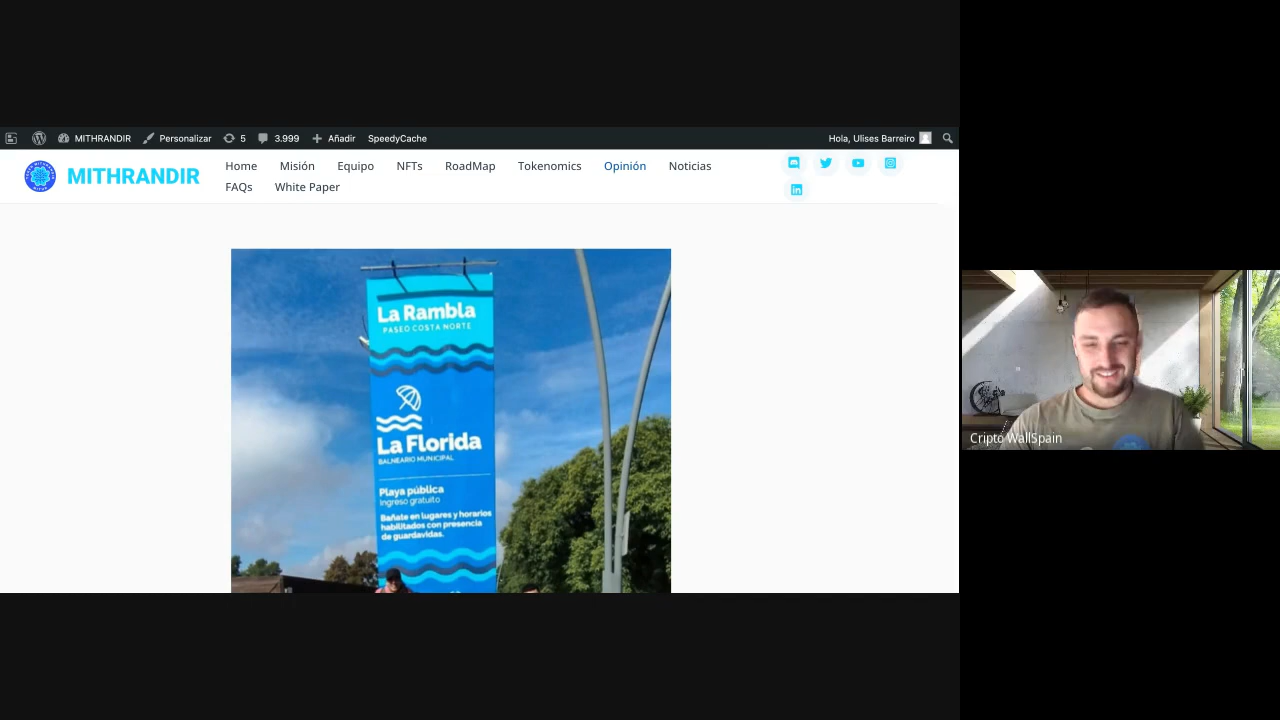 MITHRANDIR Personalizar 5 3.999 Añadir SpeedyCache Hola, Ulises Barreiro
MITHRANDIR
Home Misión Equipo NFTs RoadMap Tokenomics Opinión Noticias
FAQs White Paper
La Rambla
PASEO COSTA NORTE
La Florida
BALNEARIO MUNICIPAL
Playa pública
Ingreso gratuito
Bañate en lugares y horarios
habilitados con presencia
de guardavidas.
Cripto WallSpain